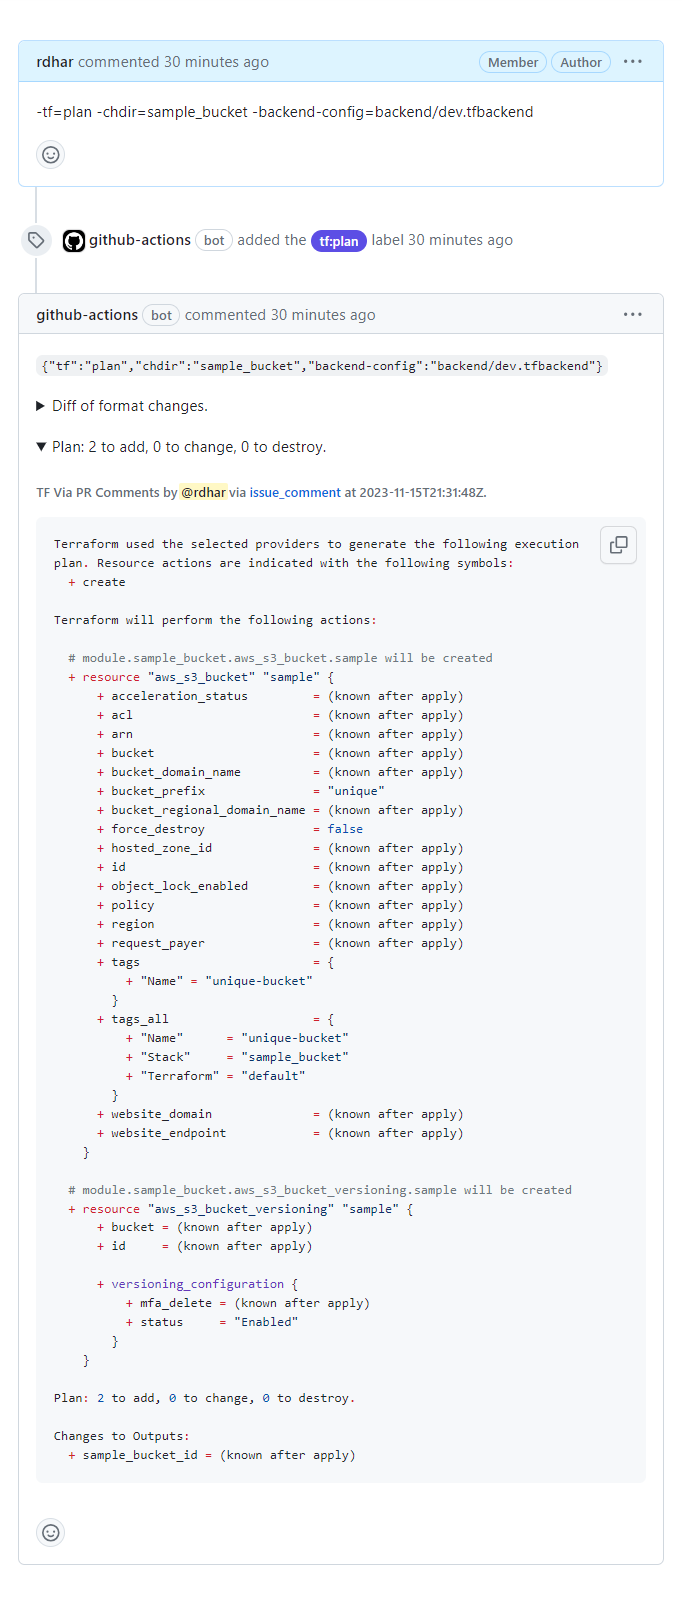 rdhar commented 30 minutes ago Member Author ...
-tf=plan -chdir=sample_bucket -backend-config=backend/dev.tfbackend
github-actions bot added the tf:plan label 30 minutes ago
github-actions bot commented 30 minutes ago ...
{"tf":"plan","chdir":"sample_bucket","backend-config":"backend/dev.tfbackend"}
Diff of format changes.
Plan: 2 to add, 0 to change, 0 to destroy.
TF Via PR Comments by @rdhar via issue_comment at 2023-11-15T21:31:48Z.
Terraform used the selected providers to generate the following execution
plan. Resource actions are indicated with the following symbols:
  + create
Terraform will perform the following actions:
  # module.sample_bucket.aws_s3_bucket.sample will be created
  + resource "aws_s3_bucket" "sample" {
      + acceleration_status         = (known after apply)
      + acl                         = (known after apply)
      + arn                         = (known after apply)
      + bucket                      = (known after apply)
      + bucket_domain_name          = (known after apply)
      + bucket_prefix               = "unique"
      + bucket_regional_domain_name = (known after apply)
      + force_destroy               = false
      + hosted_zone_id              = (known after apply)
      + id                          = (known after apply)
      + object_lock_enabled         = (known after apply)
      + policy                      = (known after apply)
      + region                      = (known after apply)
      + request_payer               = (known after apply)
      + tags                        = {
          + "Name" = "unique-bucket"
        }
      + tags_all                    = {
          + "Name"      = "unique-bucket"
          + "Stack"     = "sample_bucket"
          + "Terraform" = "default"
        }
      + website_domain              = (known after apply)
      + website_endpoint            = (known after apply)
    }
  # module.sample_bucket.aws_s3_bucket_versioning.sample will be created
  + resource "aws_s3_bucket_versioning" "sample" {
      + bucket = (known after apply)
      + id     = (known after apply)
      + versioning_configuration {
          + mfa_delete = (known after apply)
          + status     = "Enabled"
        }
    }
Plan: 2 to add, 0 to change, 0 to destroy.
Changes to Outputs:
  + sample_bucket_id = (known after apply)